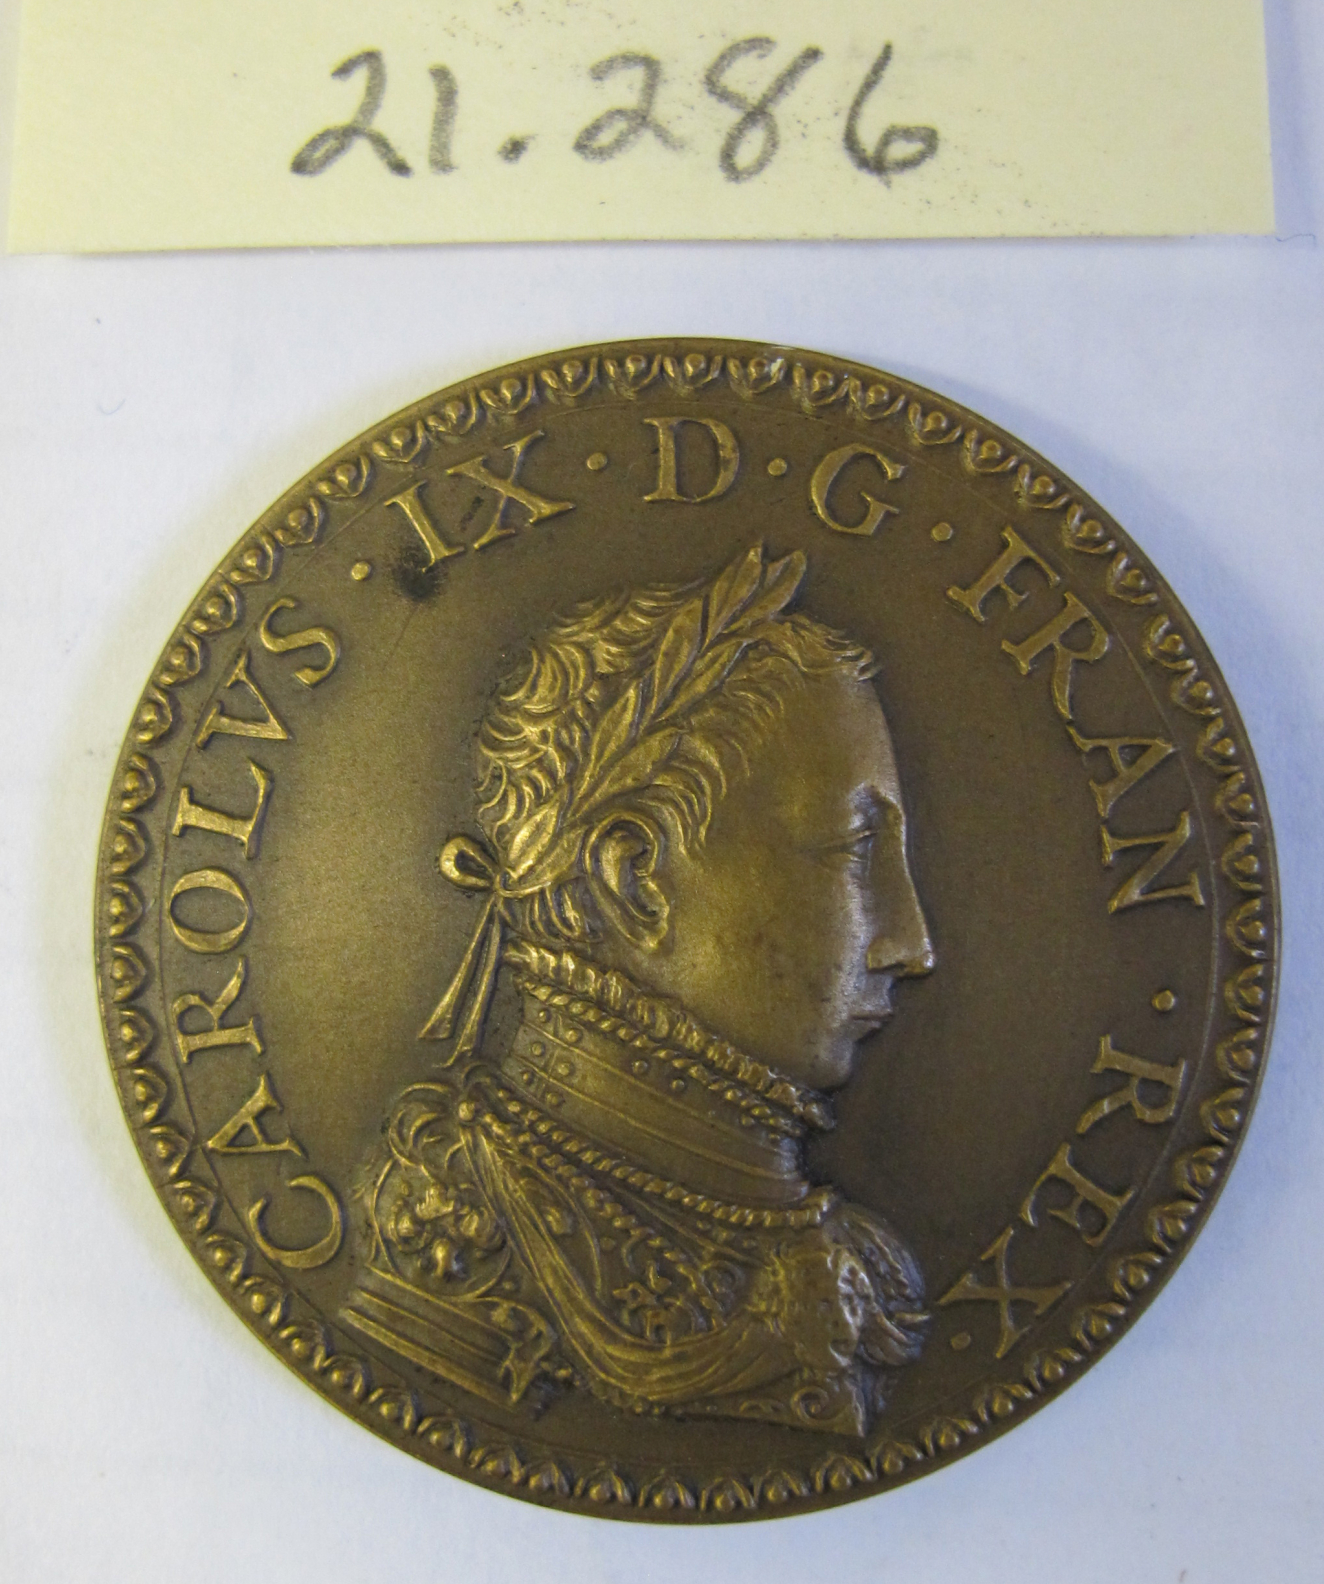 21.286
CAROLVS · IX · D · G · FRAN · REX ·